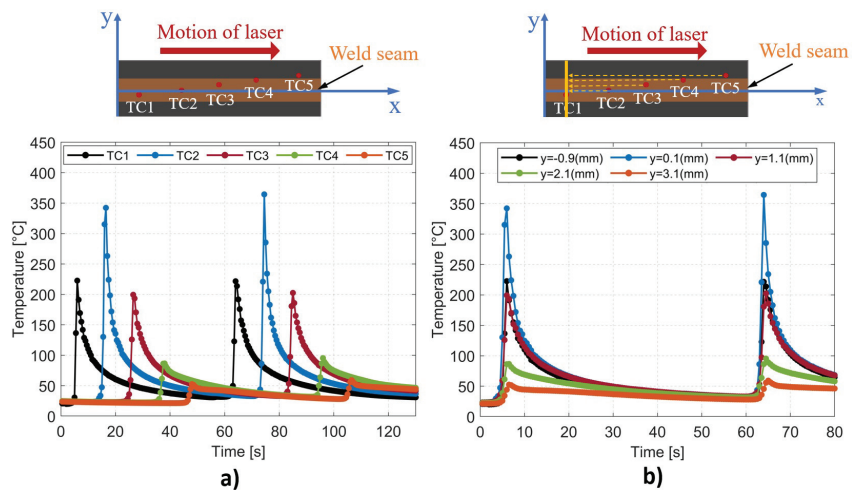 y
Motion of laser
Weld seam
TC1
TC2
TC3
TC4
TC5
x
450
400
350
300
250
200
150
100
50
0
Temperature [°C]
TC1 TC2 TC3 TC4 TC5
0 20 40 60 80 100 120
Time [s]
a)
y
Motion of laser
Weld seam
TC1
TC2
TC3
TC4
TC5
x
450
400
350
300
250
200
150
100
50
0
Temperature [°C]
y=-0.9(mm) y=0.1(mm) y=1.1(mm)
y=2.1(mm) y=3.1(mm)
0 10 20 30 40 50 60 70 80
Time [s]
b)